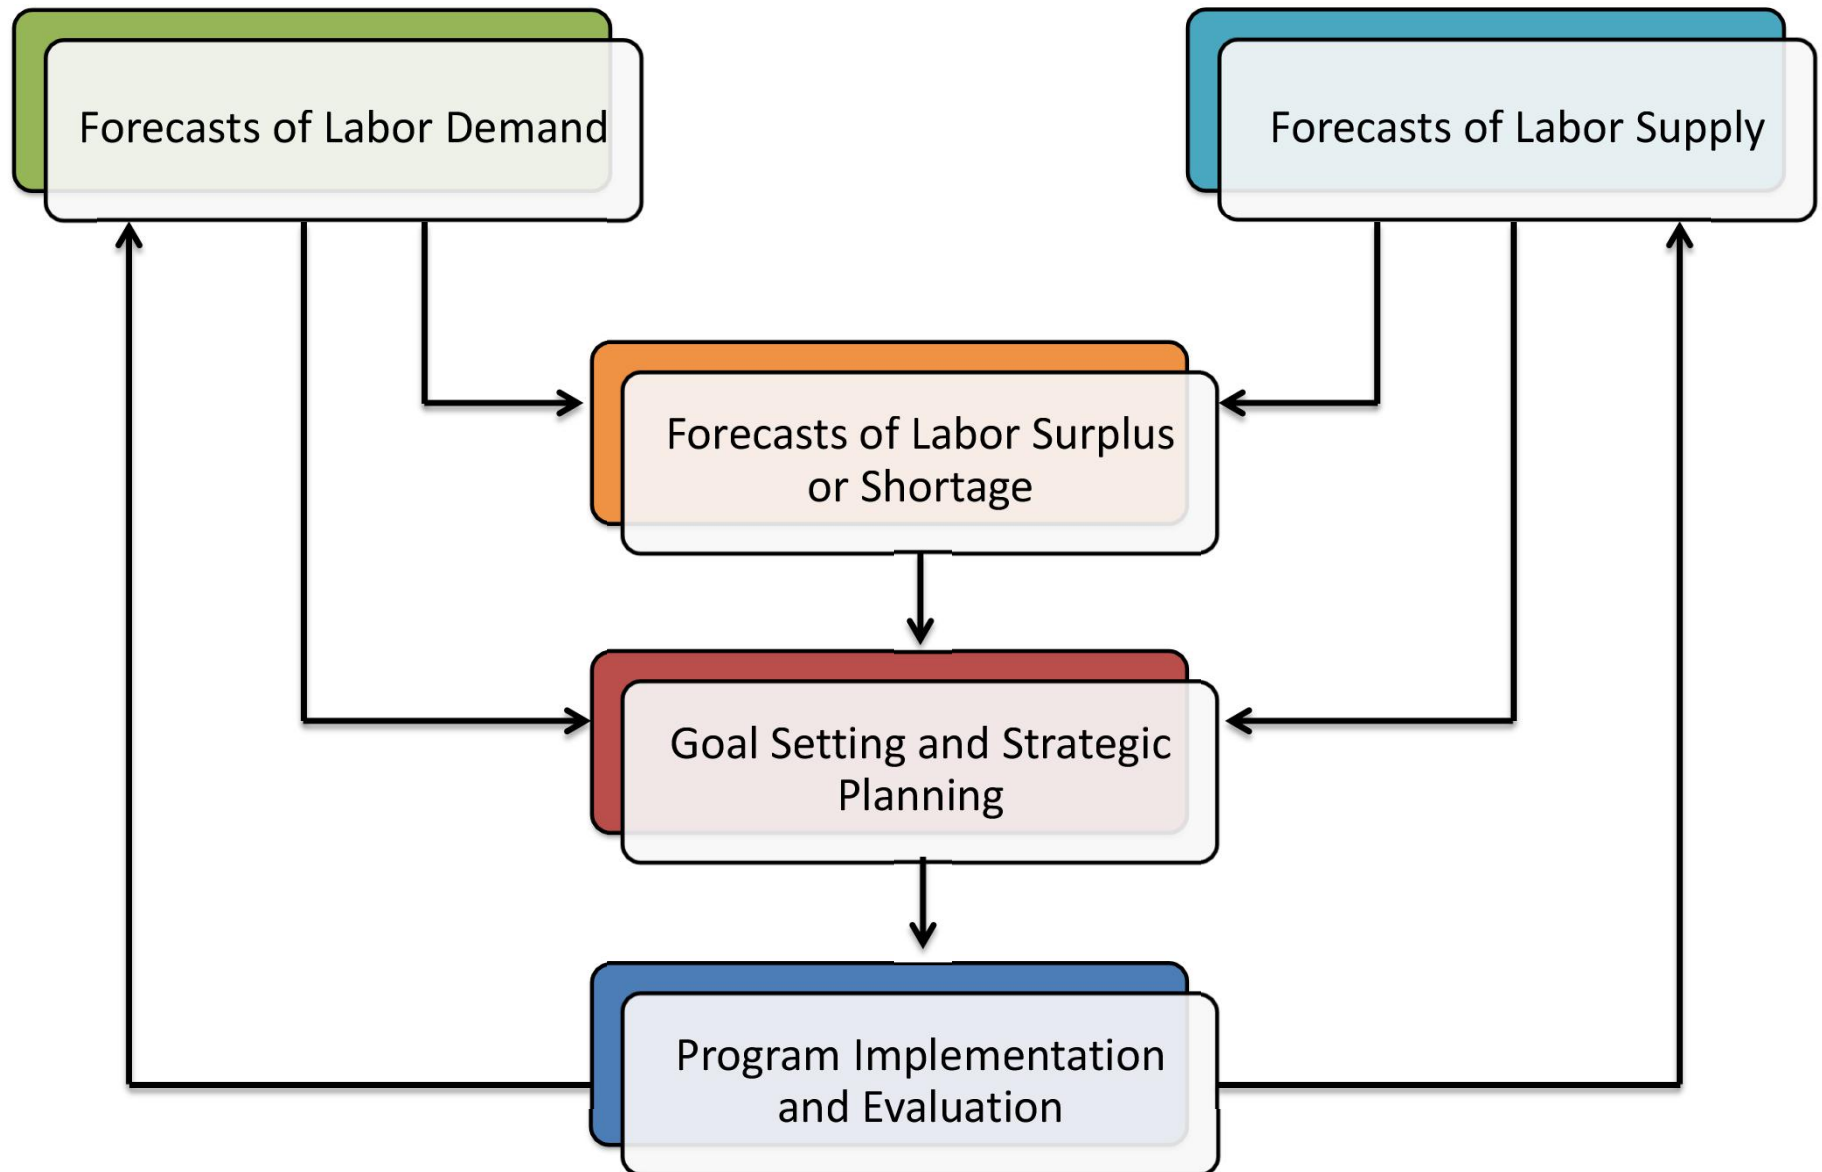 Forecasts of Labor Demand
Forecasts of Labor Supply
Forecasts of Labor Surplus
or Shortage
Goal Setting and Strategic
Planning
Program Implementation
and Evaluation